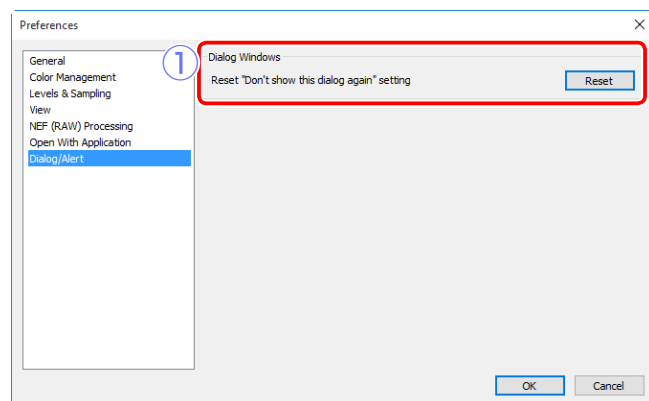 Preferences
General
Color Management
Levels & Sampling
View
NEF (RAW) Processing
Open With Application
Dialog/Alert
1
Dialog Windows
Reset "Don't show this dialog again" setting
Reset
OK
Cancel